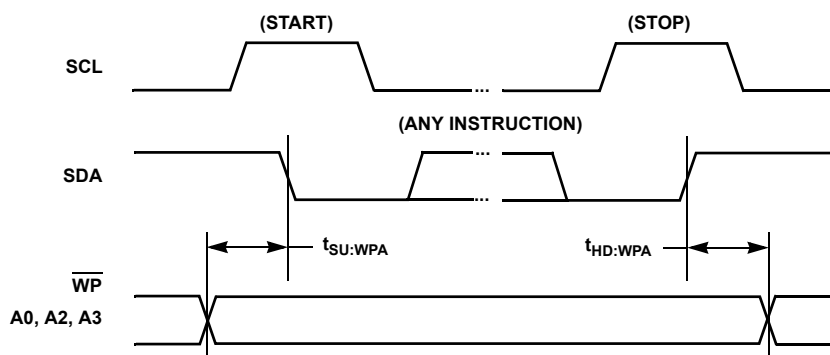 (START)
(STOP)
SCL
...
(ANY INSTRUCTION)
...
SDA
...
tSU:WPA
tHD:WPA
WP
A0, A2, A3